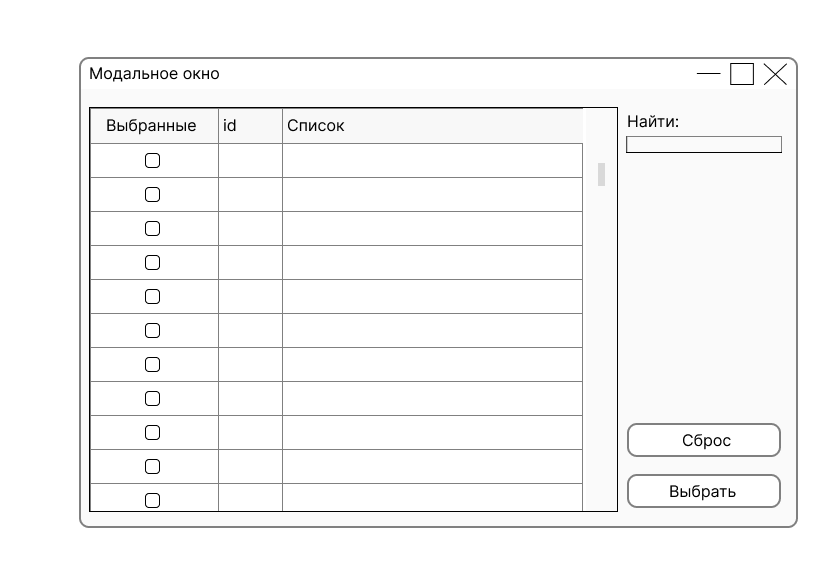 Модальное окно
Выбранные id Список
Найти:
Сброс
Выбрать